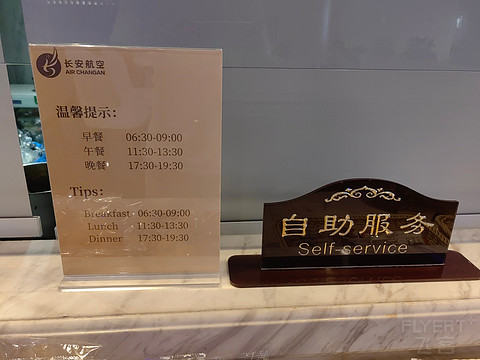 长安航空
AIR CHANGAN
温馨提示：
早餐 06:30-09:00
午餐 11:30-13:30
晚餐 17:30-19:30
Tips：
Breakfast 06:30-09:00
Lunch 11:30-13:30
Dinner 17:30-19:30
自助服务
Self-service
FLYERT
飞客